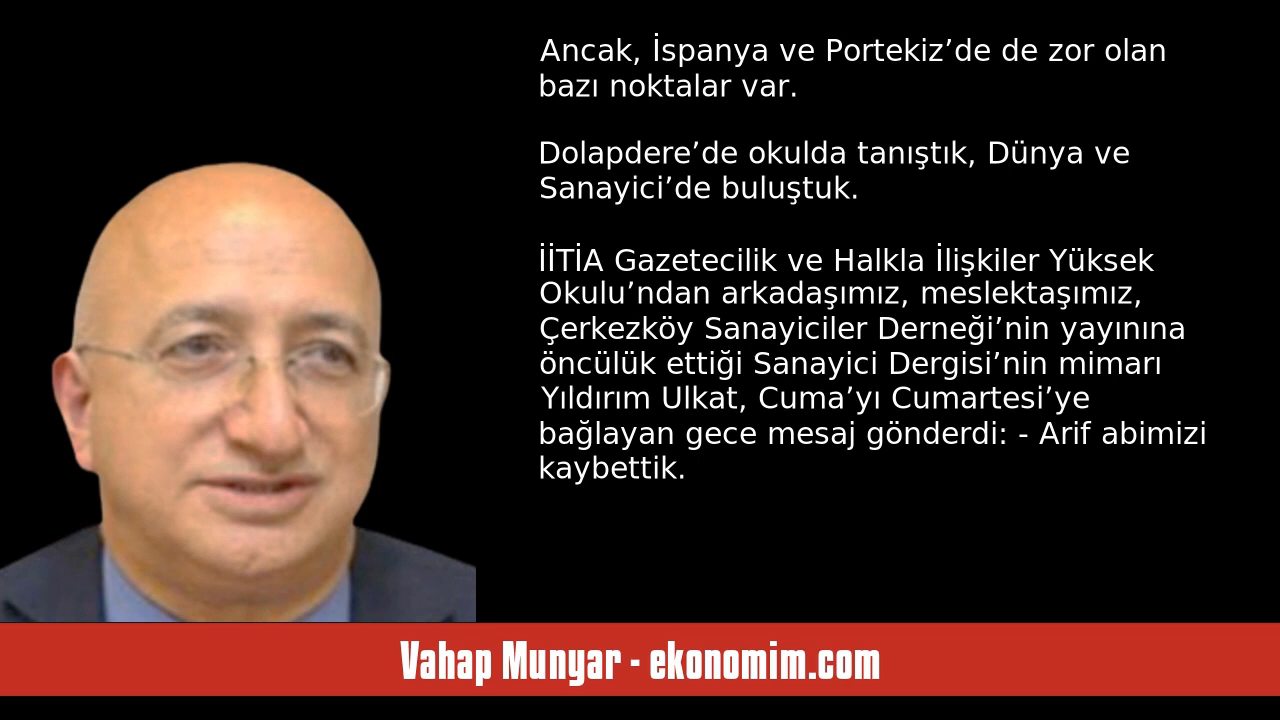 Ancak, İspanya ve Portekiz’de de zor olan
bazı noktalar var.
Dolapdere’de okulda tanıştık, Dünya ve
Sanayici’de buluştuk.
İİTİA Gazetecilik ve Halkla İlişkiler Yüksek
Okulu’ndan arkadaşımız, meslektaşımız,
Çerkezköy Sanayiciler Derneği’nin yayınına
öncülük ettiği Sanayici Dergisi’nin mimarı
Yıldırım Ulkat, Cuma’yı Cumartesi’ye
bağlayan gece mesaj gönderdi: - Arif abimizi
kaybettik.
Vahap Munyar - ekonomim.com